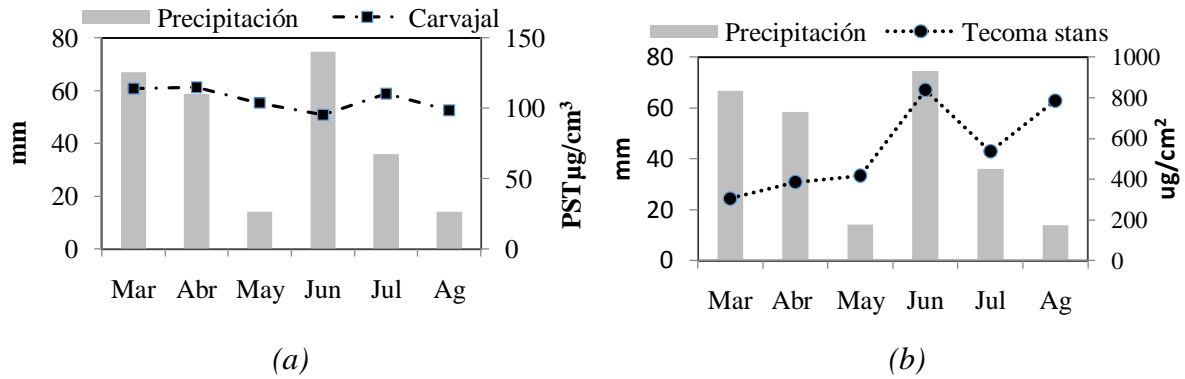 Precipitación Carvajal
80
60
40
20
0
mm
150
100
50
0
PSTµg/cm³
Mar Abr May Jun Jul Ag
(a)
Precipitación Tecoma stans
80
60
40
20
0
mm
1000
800
600
400
200
0
ug/cm²
Mar Abr May Jun Jul Ag
(b)